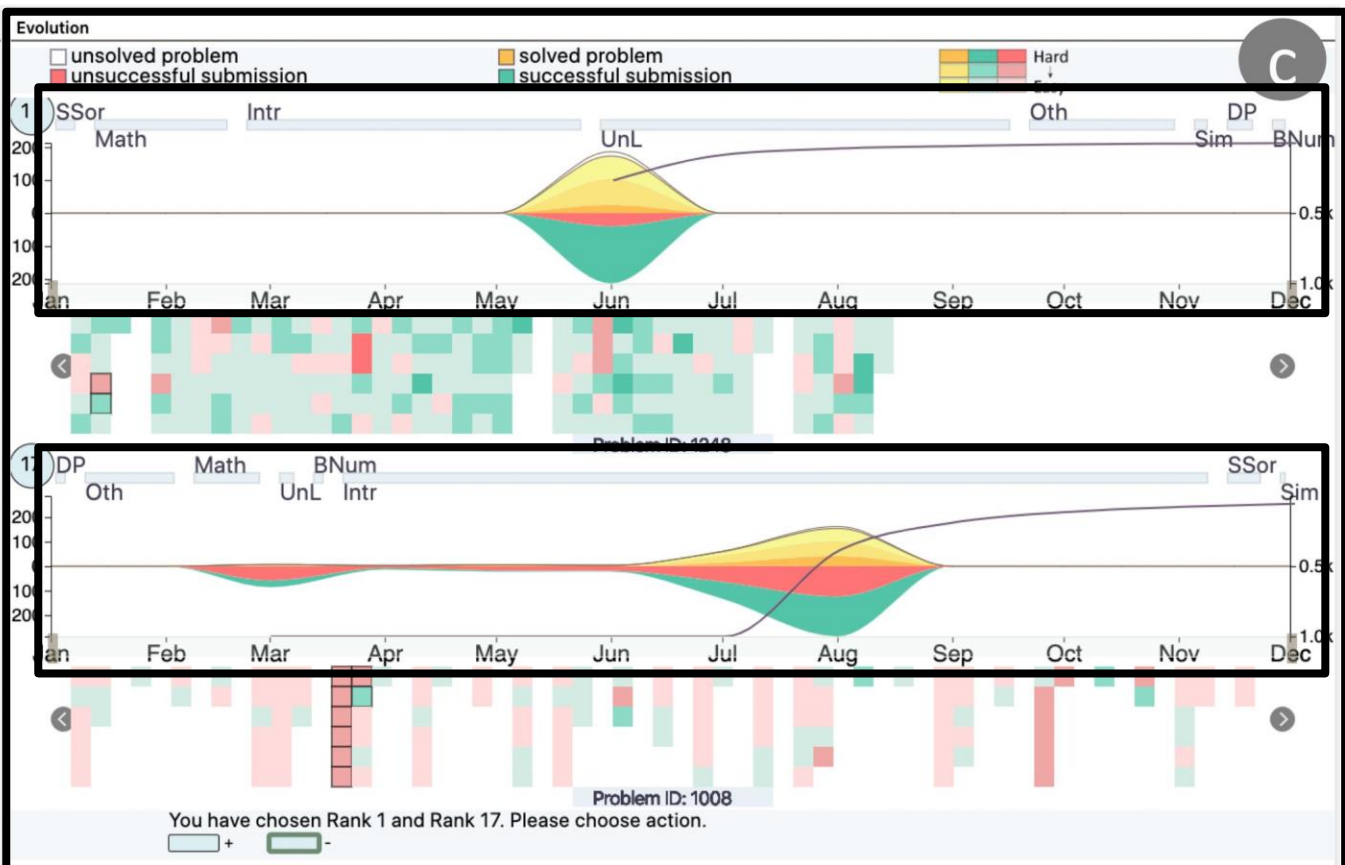 Evolution
unsolved problem solved problem Hard
unsuccessful submission successful submission
C
1 SSor Intr Oth DP
Math UnL Sim BNum
200
100
0 0.5k
100
200 1.0k
Jan Feb Mar Apr May Jun Jul Aug Sep Oct Nov Dec
Problem ID: 1248
17 DP Math BNum SSor
Oth UnL Intr Sim
200
100
0 0.5k
100
200
1.0k
Jan Feb Mar Apr May Jun Jul Aug Sep Oct Nov Dec
Problem ID: 1008
You have chosen Rank 1 and Rank 17. Please choose action.
+ -